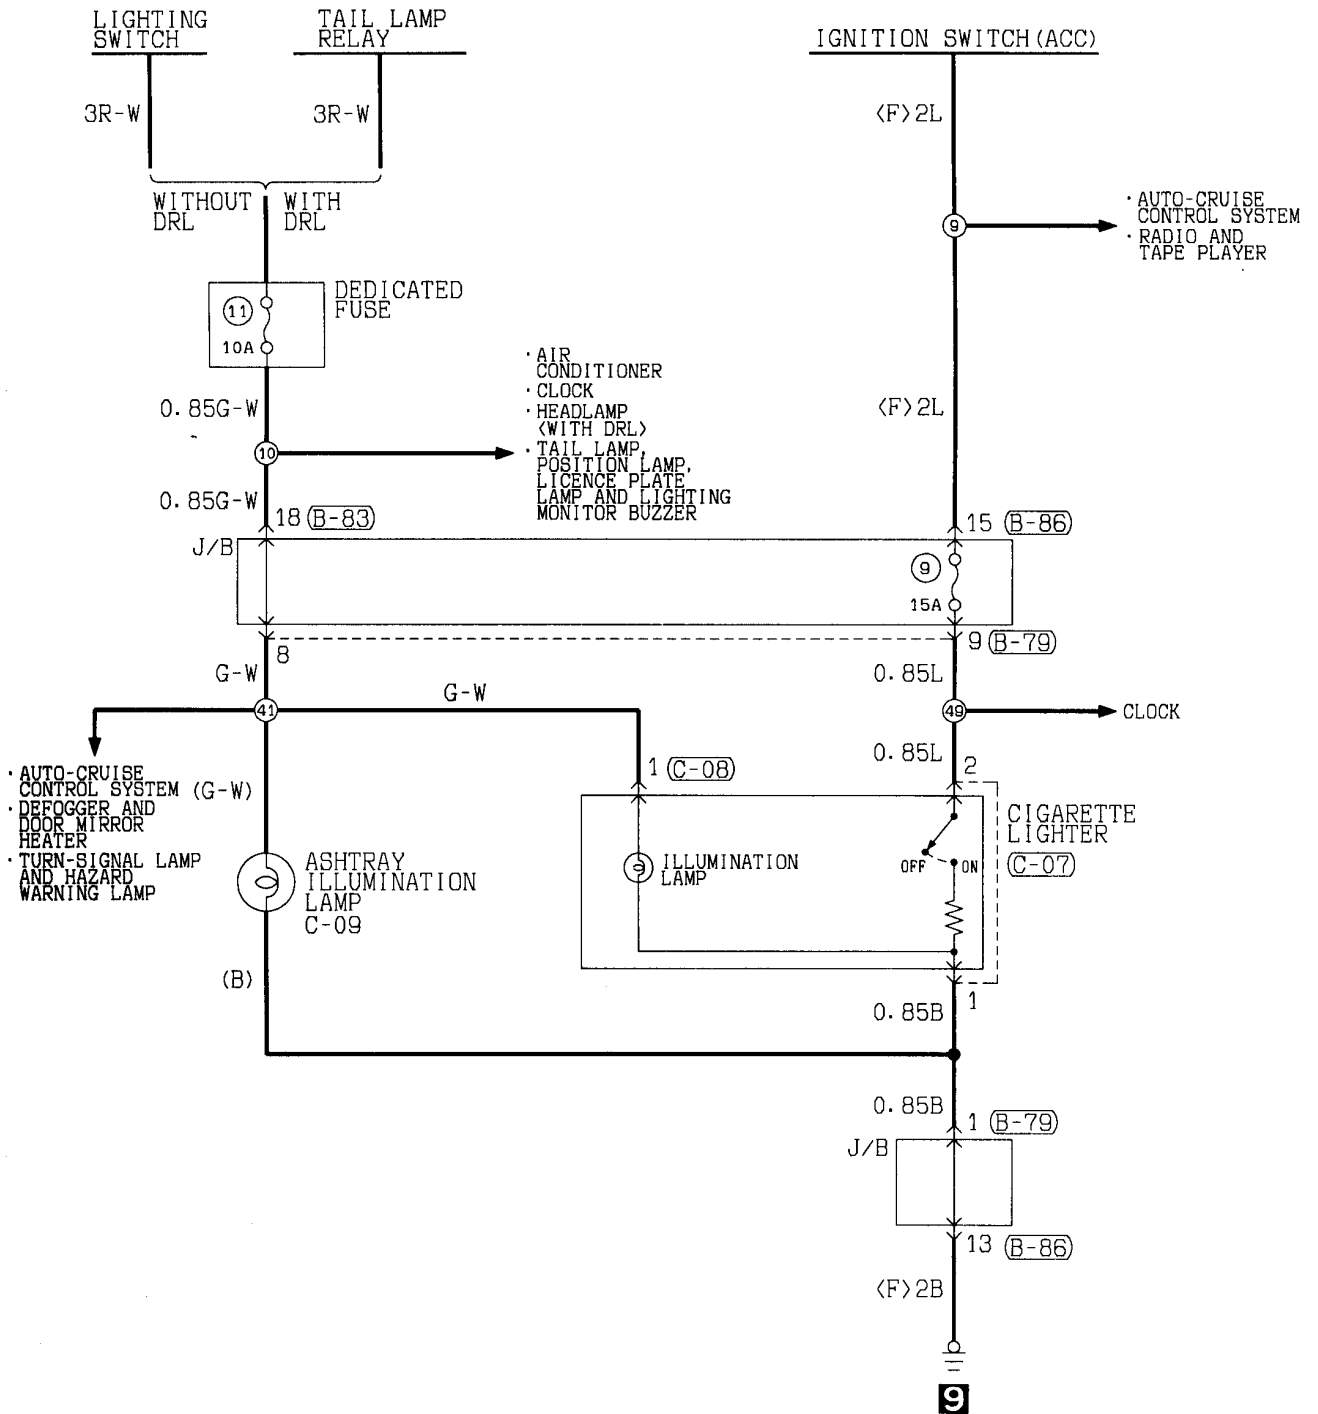 LIGHTING
SWITCH
TAIL LAMP
RELAY
IGNITION SWITCH(ACC)
3R-W
3R-W
<F>2L
WITHOUT
DRL
WITH
DRL
9
· AUTO-CRUISE
CONTROL SYSTEM
· RADIO AND
TAPE PLAYER
DEDICATED
FUSE
11
10A
0.85G-W
<F>2L
· AIR
CONDITIONER
· CLOCK
· HEADLAMP
<WITH DRL>
· TAIL LAMP,
POSITION LAMP,
LICENCE PLATE
LAMP AND LIGHTING
MONITOR BUZZER
10
0.85G-W
18 (B-83)
15 (B-86)
J/B
9
15A
8
9 (B-79)
G-W
0.85L
G-W
41
49
CLOCK
0.85L
1 (C-08)
2
· AUTO-CRUISE
CONTROL SYSTEM
· DEFOGGER AND
DOOR MIRROR
HEATER
· TURN-SIGNAL LAMP
AND HAZARD
WARNING LAMP
(G-W)
CIGARETTE
LIGHTER
(C-07)
ASHTRAY
ILLUMINATION
LAMP
C-09
ILLUMINATION
LAMP
OFF
ON
(B)
1
0.85B
0.85B
1 (B-79)
J/B
13 (B-86)
<F>2B
9